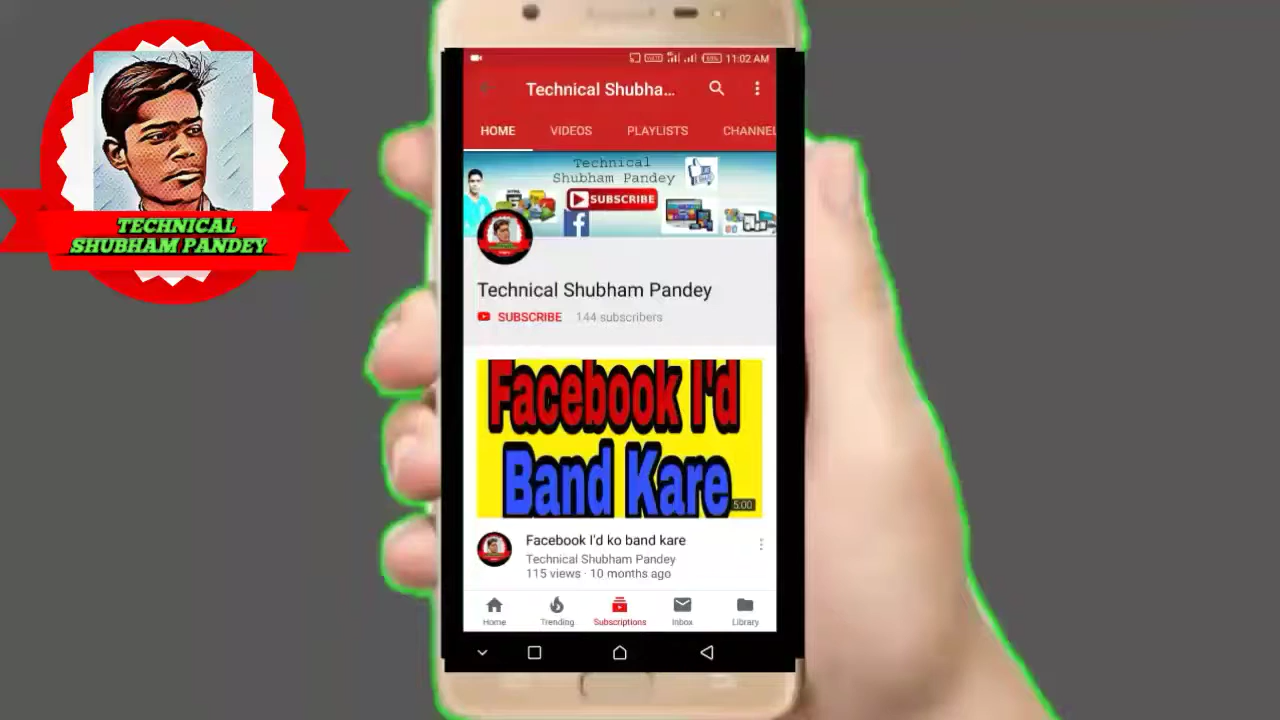 TECHNICAL
SHUBHAM PANDEY
11:02 AM
Technical Shubha...
HOME
VIDEOS
PLAYLISTS
CHANNEL
Technical
Shubham Pandey
SUBSCRIBE
Technical Shubham Pandey
SUBSCRIBE
144 subscribers
Facebook I'd
Band Kare
5:00
Facebook I'd ko band kare
Technical Shubham Pandey
115 views · 10 months ago
Home
Trending
Subscriptions
Inbox
Library